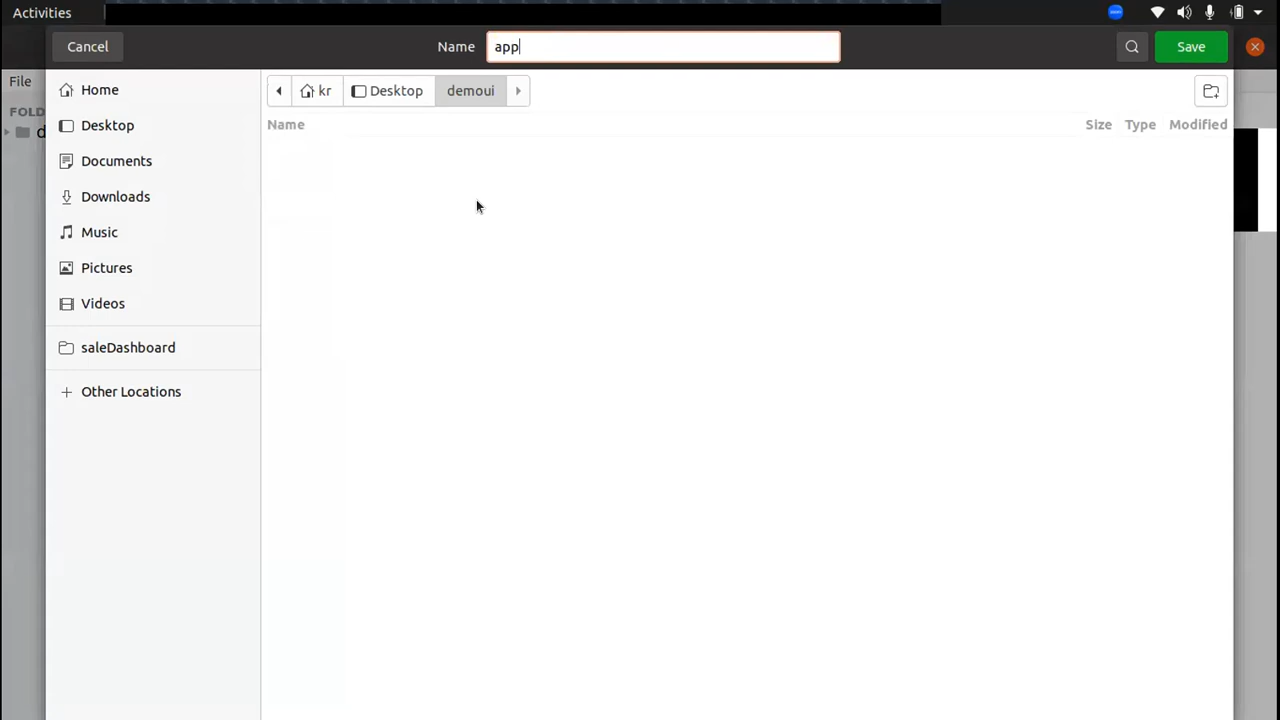 Activities
Cancel Name app Save
File
kr Desktop demoui
FOLD
d
Name Size Type Modified
Home
Desktop
Documents
Downloads
Music
Pictures
Videos
saleDashboard
Other Locations